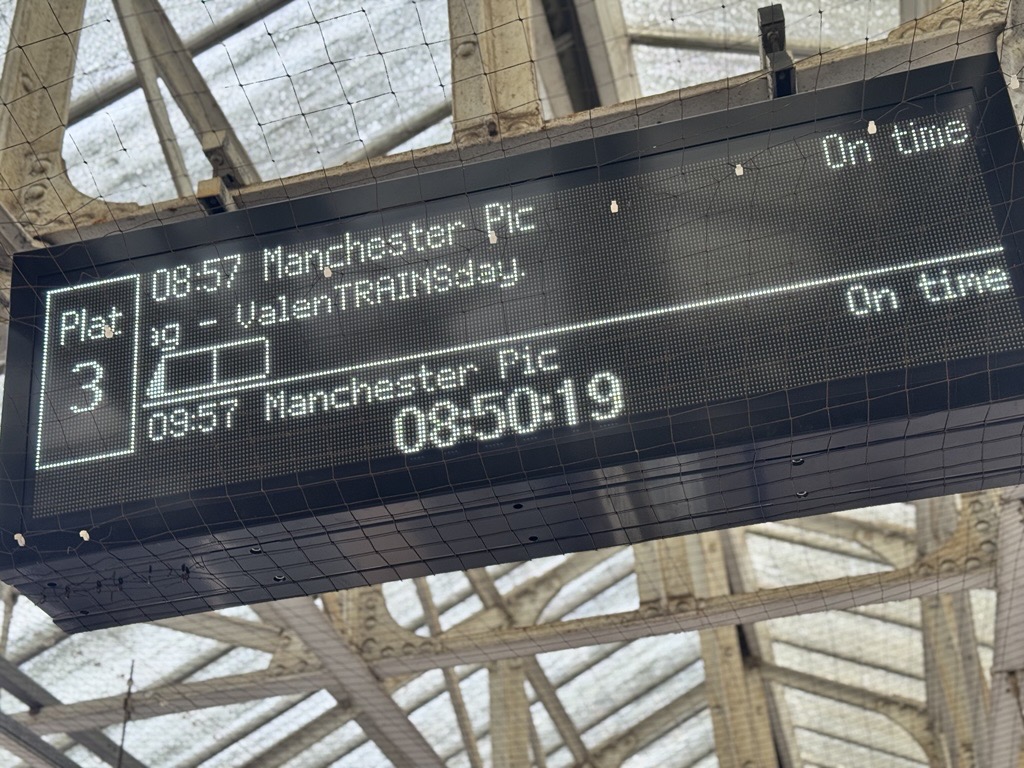 Plat
3
08:57 Manchester Pic On time
g - ValenTRAINSday.
09:57 Manchester Pic On time
08:50:19